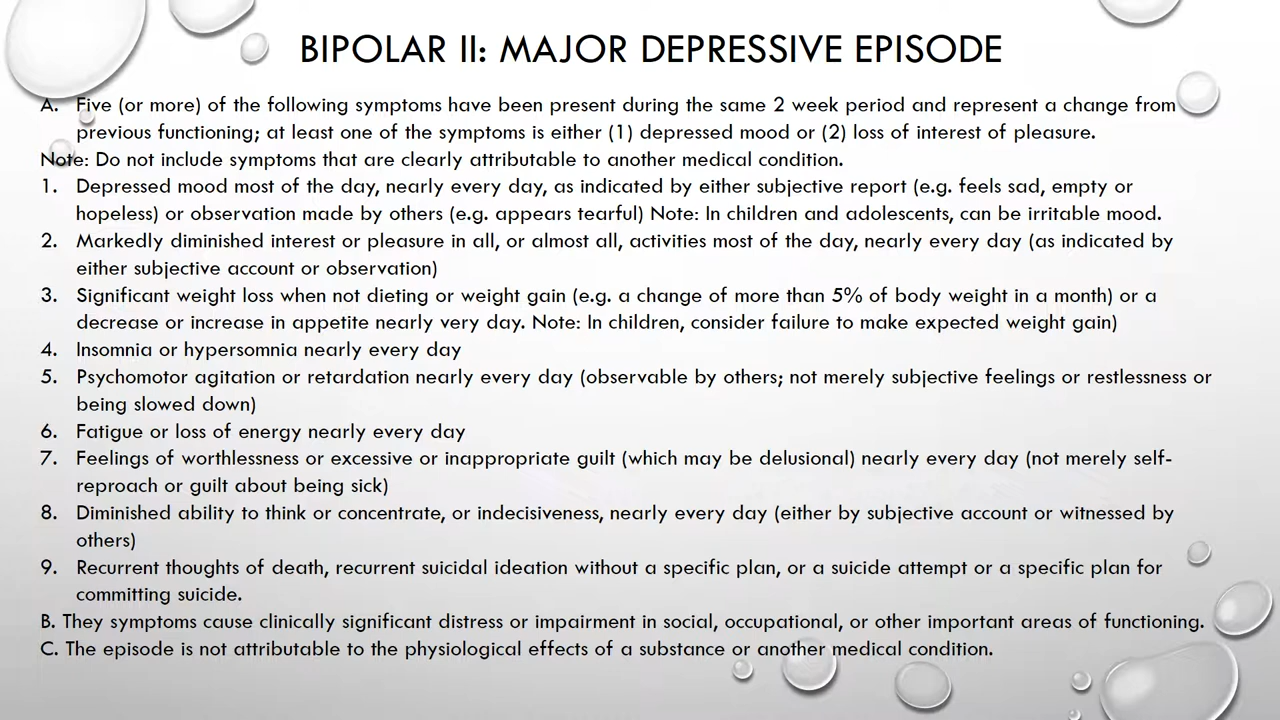 BIPOLAR II: MAJOR DEPRESSIVE EPISODE
A. Five (or more) of the following symptoms have been present during the same 2 week period and represent a change from
previous functioning; at least one of the symptoms is either (1) depressed mood or (2) loss of interest of pleasure.
Note: Do not include symptoms that are clearly attributable to another medical condition.
1. Depressed mood most of the day, nearly every day, as indicated by either subjective report (e.g. feels sad, empty or
hopeless) or observation made by others (e.g. appears tearful) Note: In children and adolescents, can be irritable mood.
2. Markedly diminished interest or pleasure in all, or almost all, activities most of the day, nearly every day (as indicated by
either subjective account or observation)
3. Significant weight loss when not dieting or weight gain (e.g. a change of more than 5% of body weight in a month) or a
decrease or increase in appetite nearly very day. Note: In children, consider failure to make expected weight gain)
4. Insomnia or hypersomnia nearly every day
5. Psychomotor agitation or retardation nearly every day (observable by others; not merely subjective feelings or restlessness or
being slowed down)
6. Fatigue or loss of energy nearly every day
7. Feelings of worthlessness or excessive or inappropriate guilt (which may be delusional) nearly every day (not merely self-
reproach or guilt about being sick)
8. Diminished ability to think or concentrate, or indecisiveness, nearly every day (either by subjective account or witnessed by
others)
9. Recurrent thoughts of death, recurrent suicidal ideation without a specific plan, or a suicide attempt or a specific plan for
committing suicide.
B. They symptoms cause clinically significant distress or impairment in social, occupational, or other important areas of functioning.
C. The episode is not attributable to the physiological effects of a substance or another medical condition.